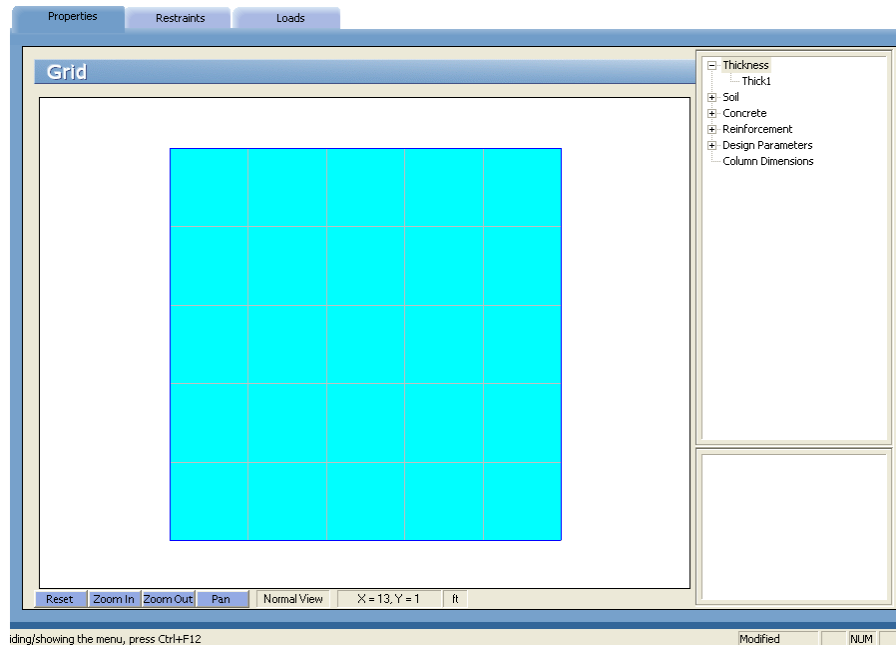 Properties
Restraints
Loads
Grid
Thickness
Thick1
Soil
Concrete
Reinforcement
Design Parameters
Column Dimensions
Reset
Zoom In
Zoom Out
Pan
Normal View
X = 13, Y = 1
ft
iding/showing the menu, press Ctrl+F12
Modified
NUM